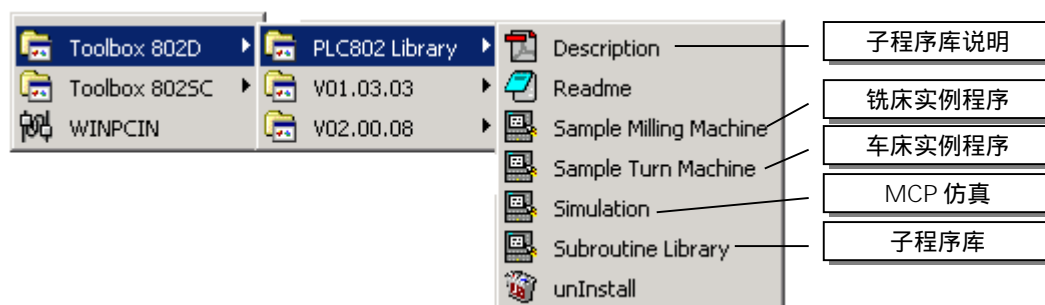 Toolbox 802D
Toolbox 802SC
WINPCIN
PLC802 Library
V01.03.03
V02.00.08
Description
Readme
Sample Milling Machine
Sample Turn Machine
Simulation
Subroutine Library
unInstall
子程序库说明
铣床实例程序
车床实例程序
MCP 仿真
子程序库